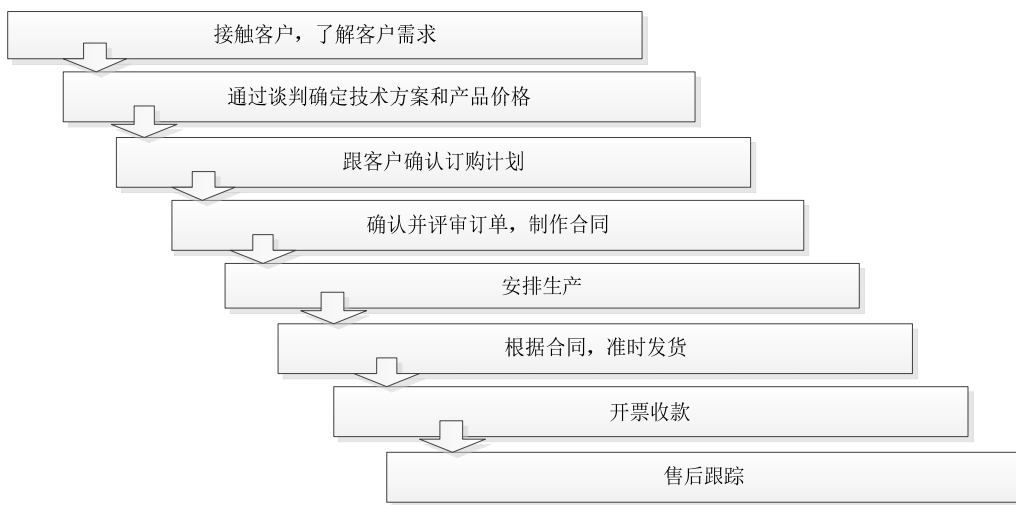 接触客户，了解客户需求
通过谈判确定技术方案和产品价格
跟客户确认订购计划
确认并评审订单，制作合同
安排生产
根据合同，准时发货
开票收款
售后跟踪